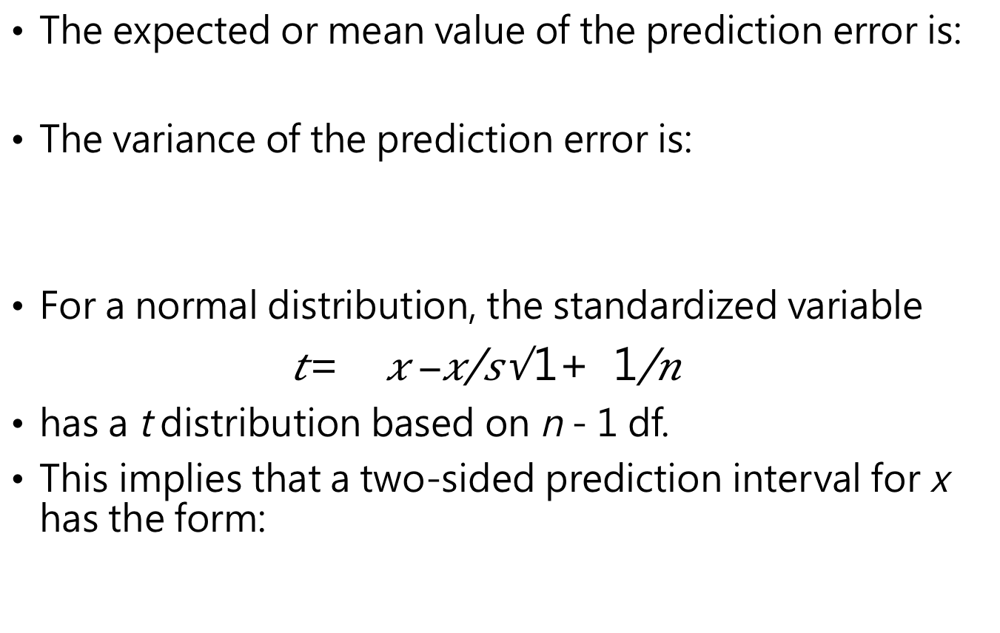 • The expected or mean value of the prediction error is:
• The variance of the prediction error is:
• For a normal distribution, the standardized variable
t= x–x/s√1+ 1/n
• has a t distribution based on n - 1 df.
• This implies that a two-sided prediction interval for x
has the form: